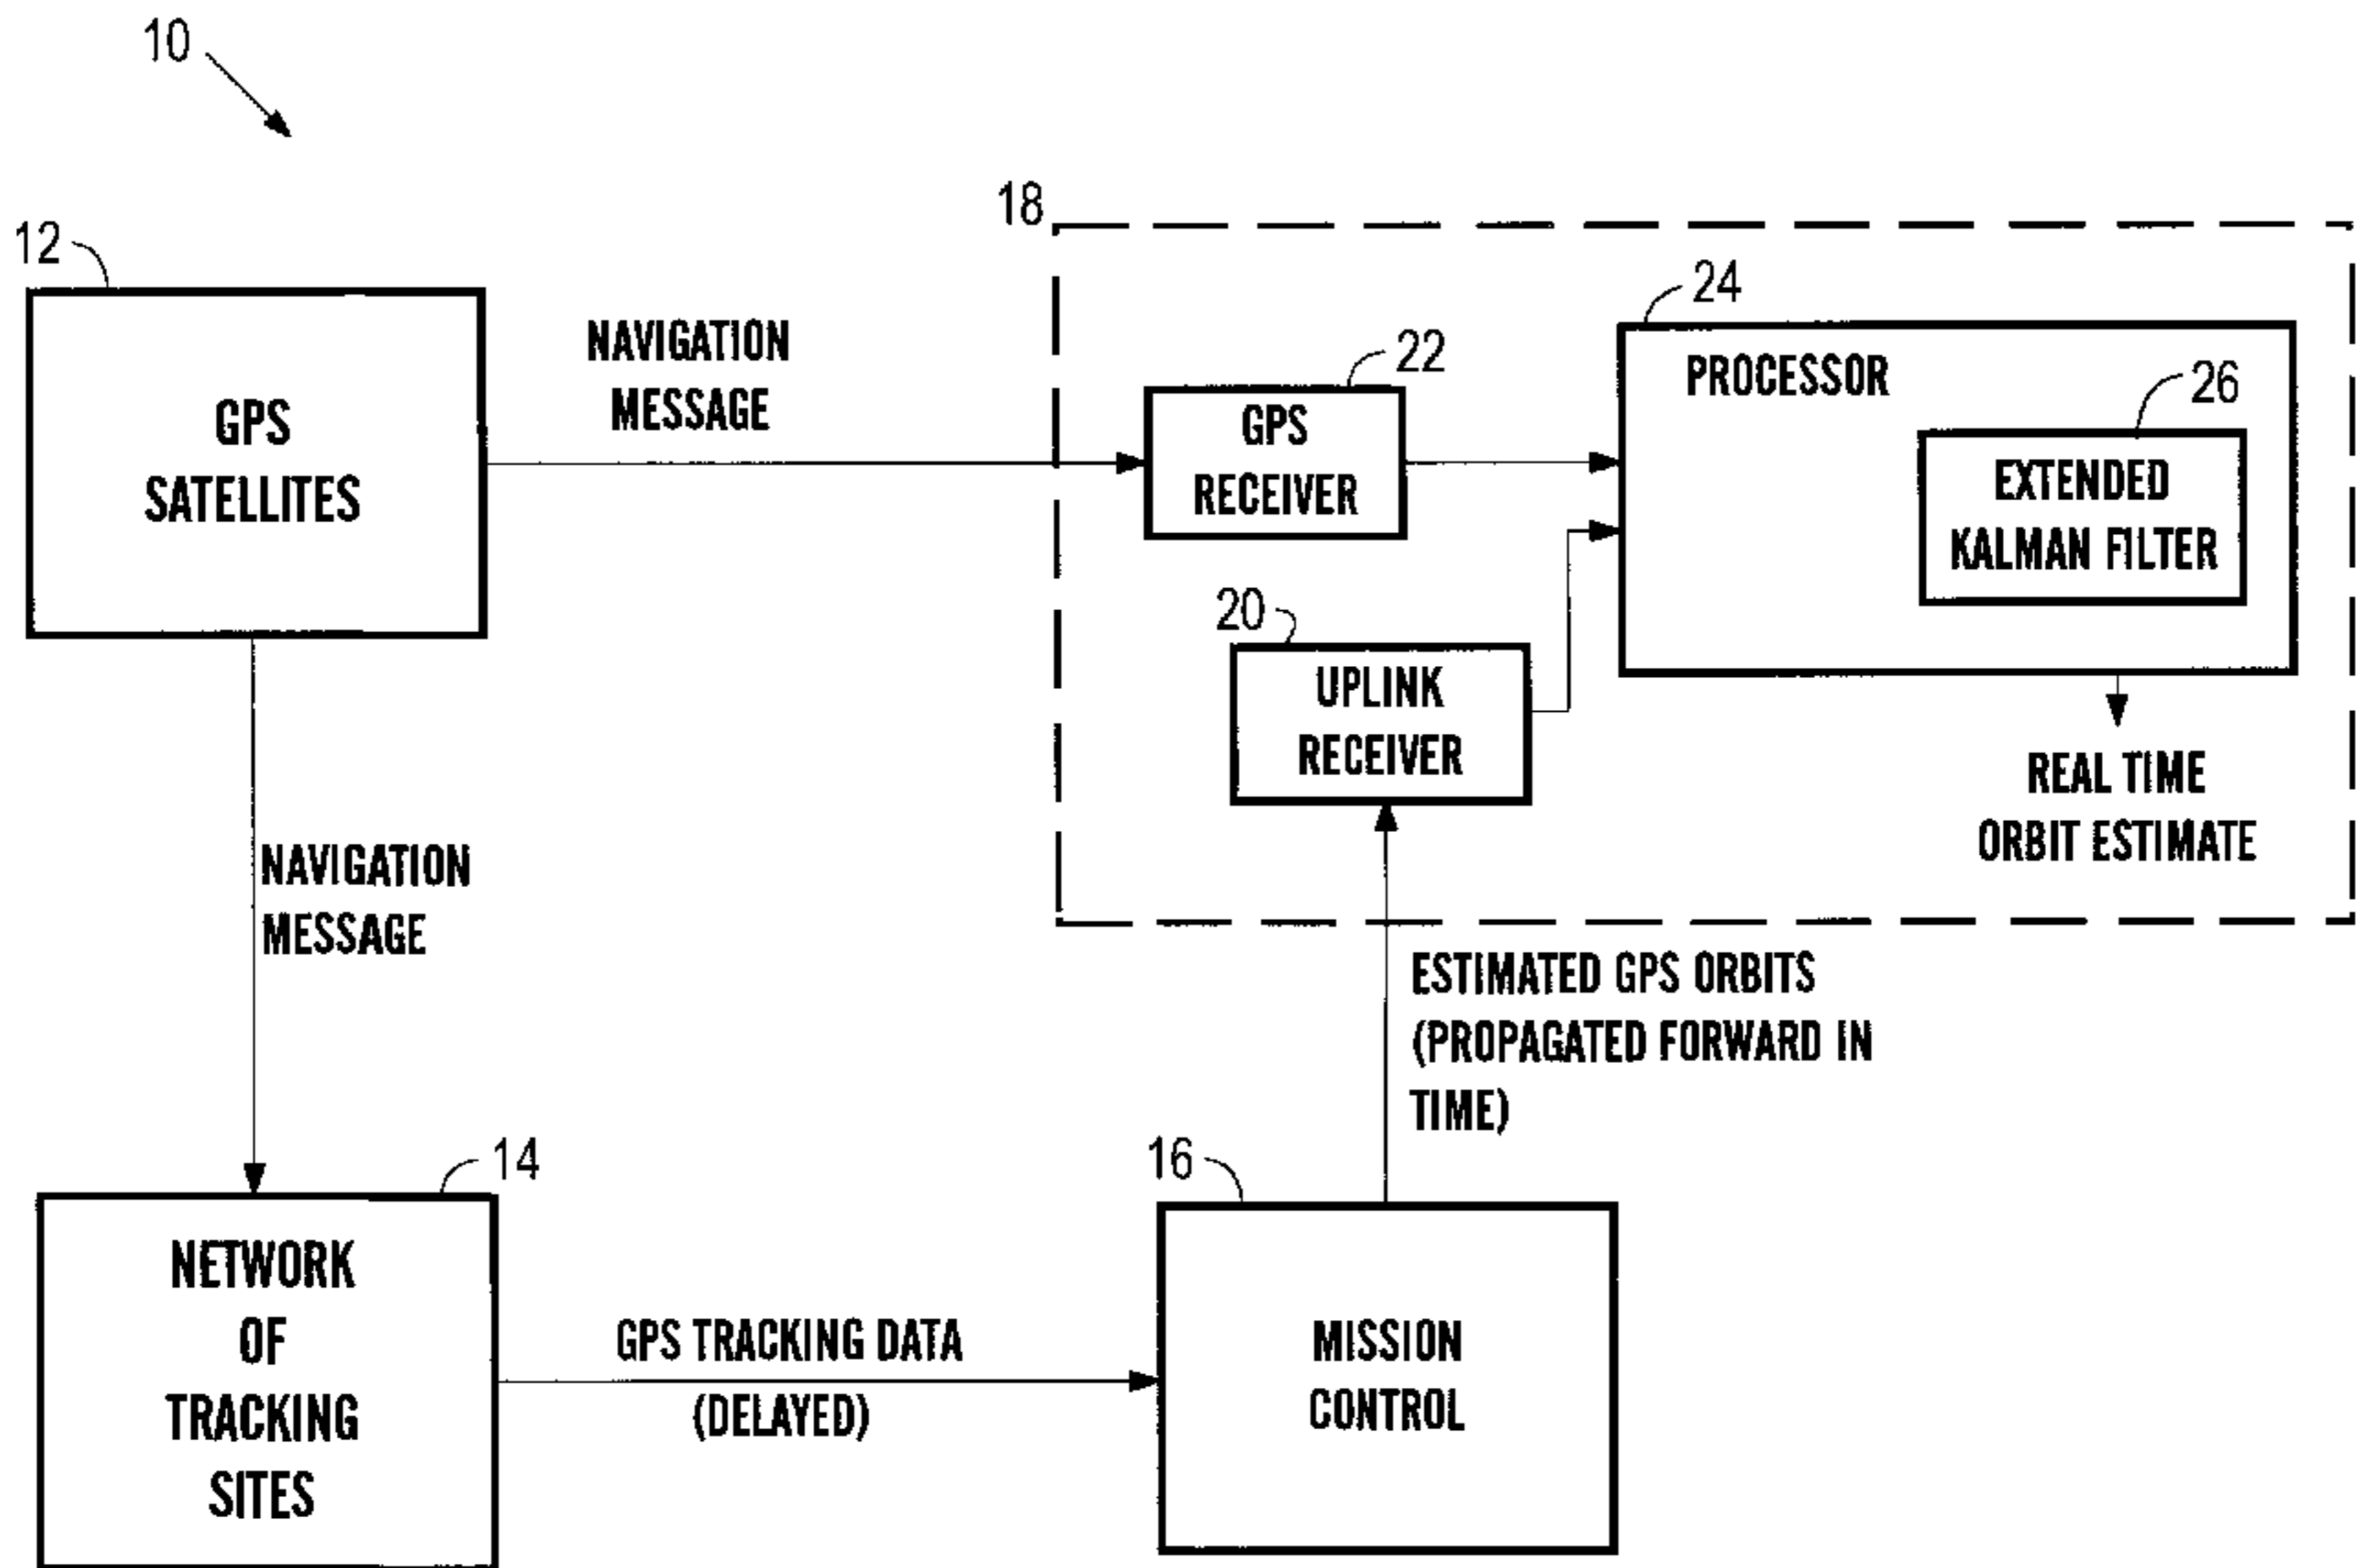 10
18
12
GPS
SATELLITES
NAVIGATION
MESSAGE
22
GPS
RECEIVER
24
PROCESSOR
26
EXTENDED
KALMAN FILTER
20
UPLINK
RECEIVER
REAL TIME
ORBIT ESTIMATE
NAVIGATION
MESSAGE
ESTIMATED GPS ORBITS
(PROPAGATED FORWARD IN
TIME)
14
NETWORK
OF
TRACKING
SITES
GPS TRACKING DATA
(DELAYED)
16
MISSION
CONTROL